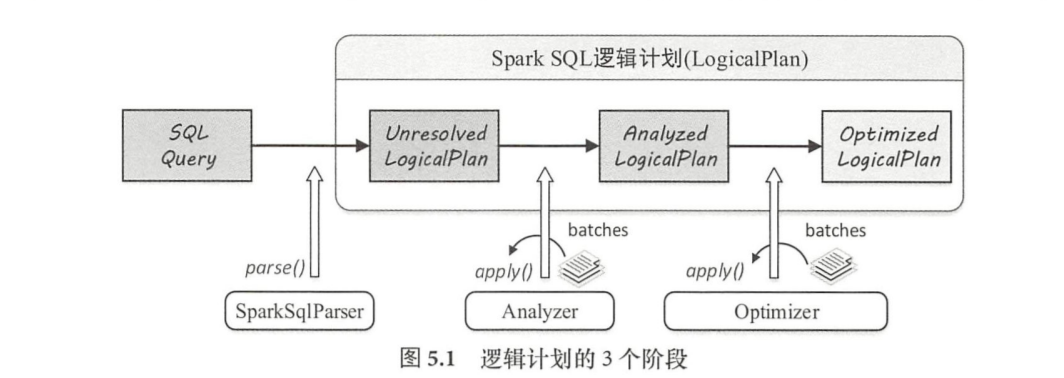 Spark SQL逻辑计划(LogicalPlan)
SQL
Query
Unresolved
LogicalPlan
Analyzed
LogicalPlan
Optimized
LogicalPlan
parse()
apply()
batches
apply()
batches
SparkSqlParser
Analyzer
Optimizer
图 5.1 逻辑计划的 3 个阶段